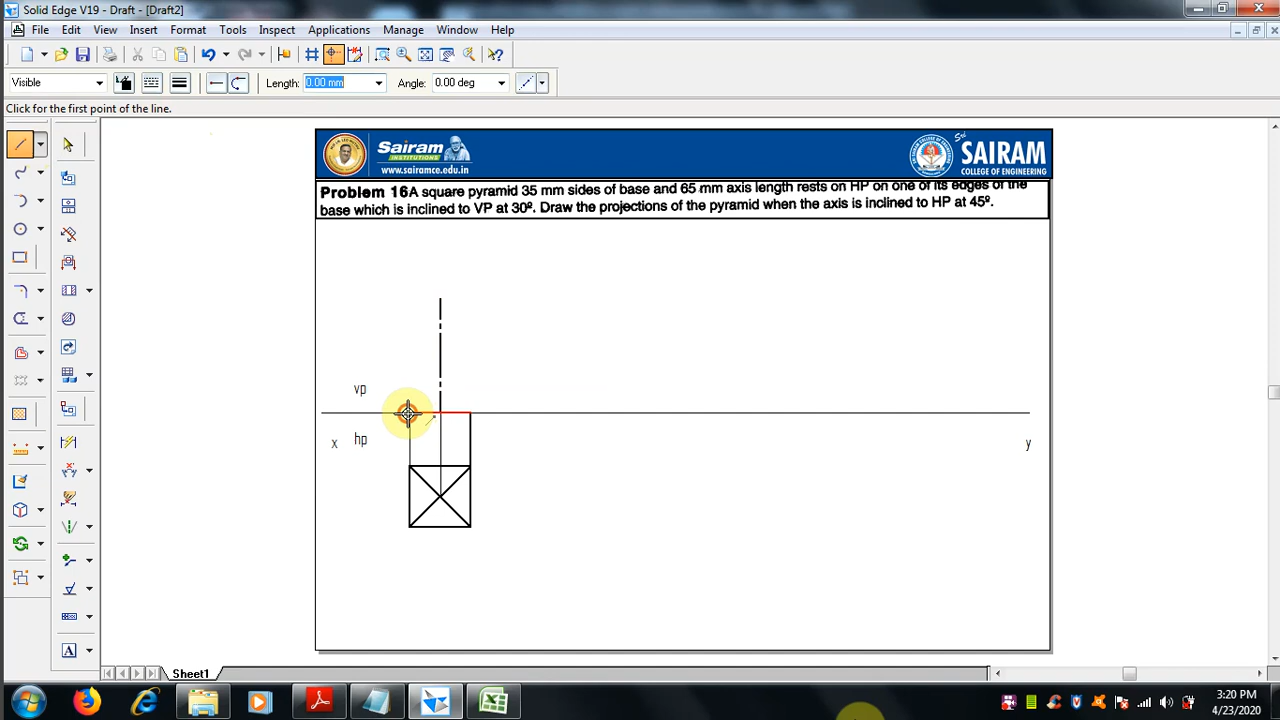 Solid Edge V19 - Draft - [Draft2]
File Edit View Insert Format Tools Inspect Applications Manage Window Help
Visible Length: 0.00 mm Angle: 0.00 deg
Click for the first point of the line.
Sairam
INSTITUTIONS
www.sairamce.edu.in
Sri
SAIRAM
COLLEGE OF ENGINEERING
Problem 16A square pyramid 35 mm sides of base and 65 mm axis length rests on HP on one of its edges of the
base which is inclined to VP at 30º. Draw the projections of the pyramid when the axis is inclined to HP at 45º.
vp
x hp y
A
Sheet1
3:20 PM
4/23/2020